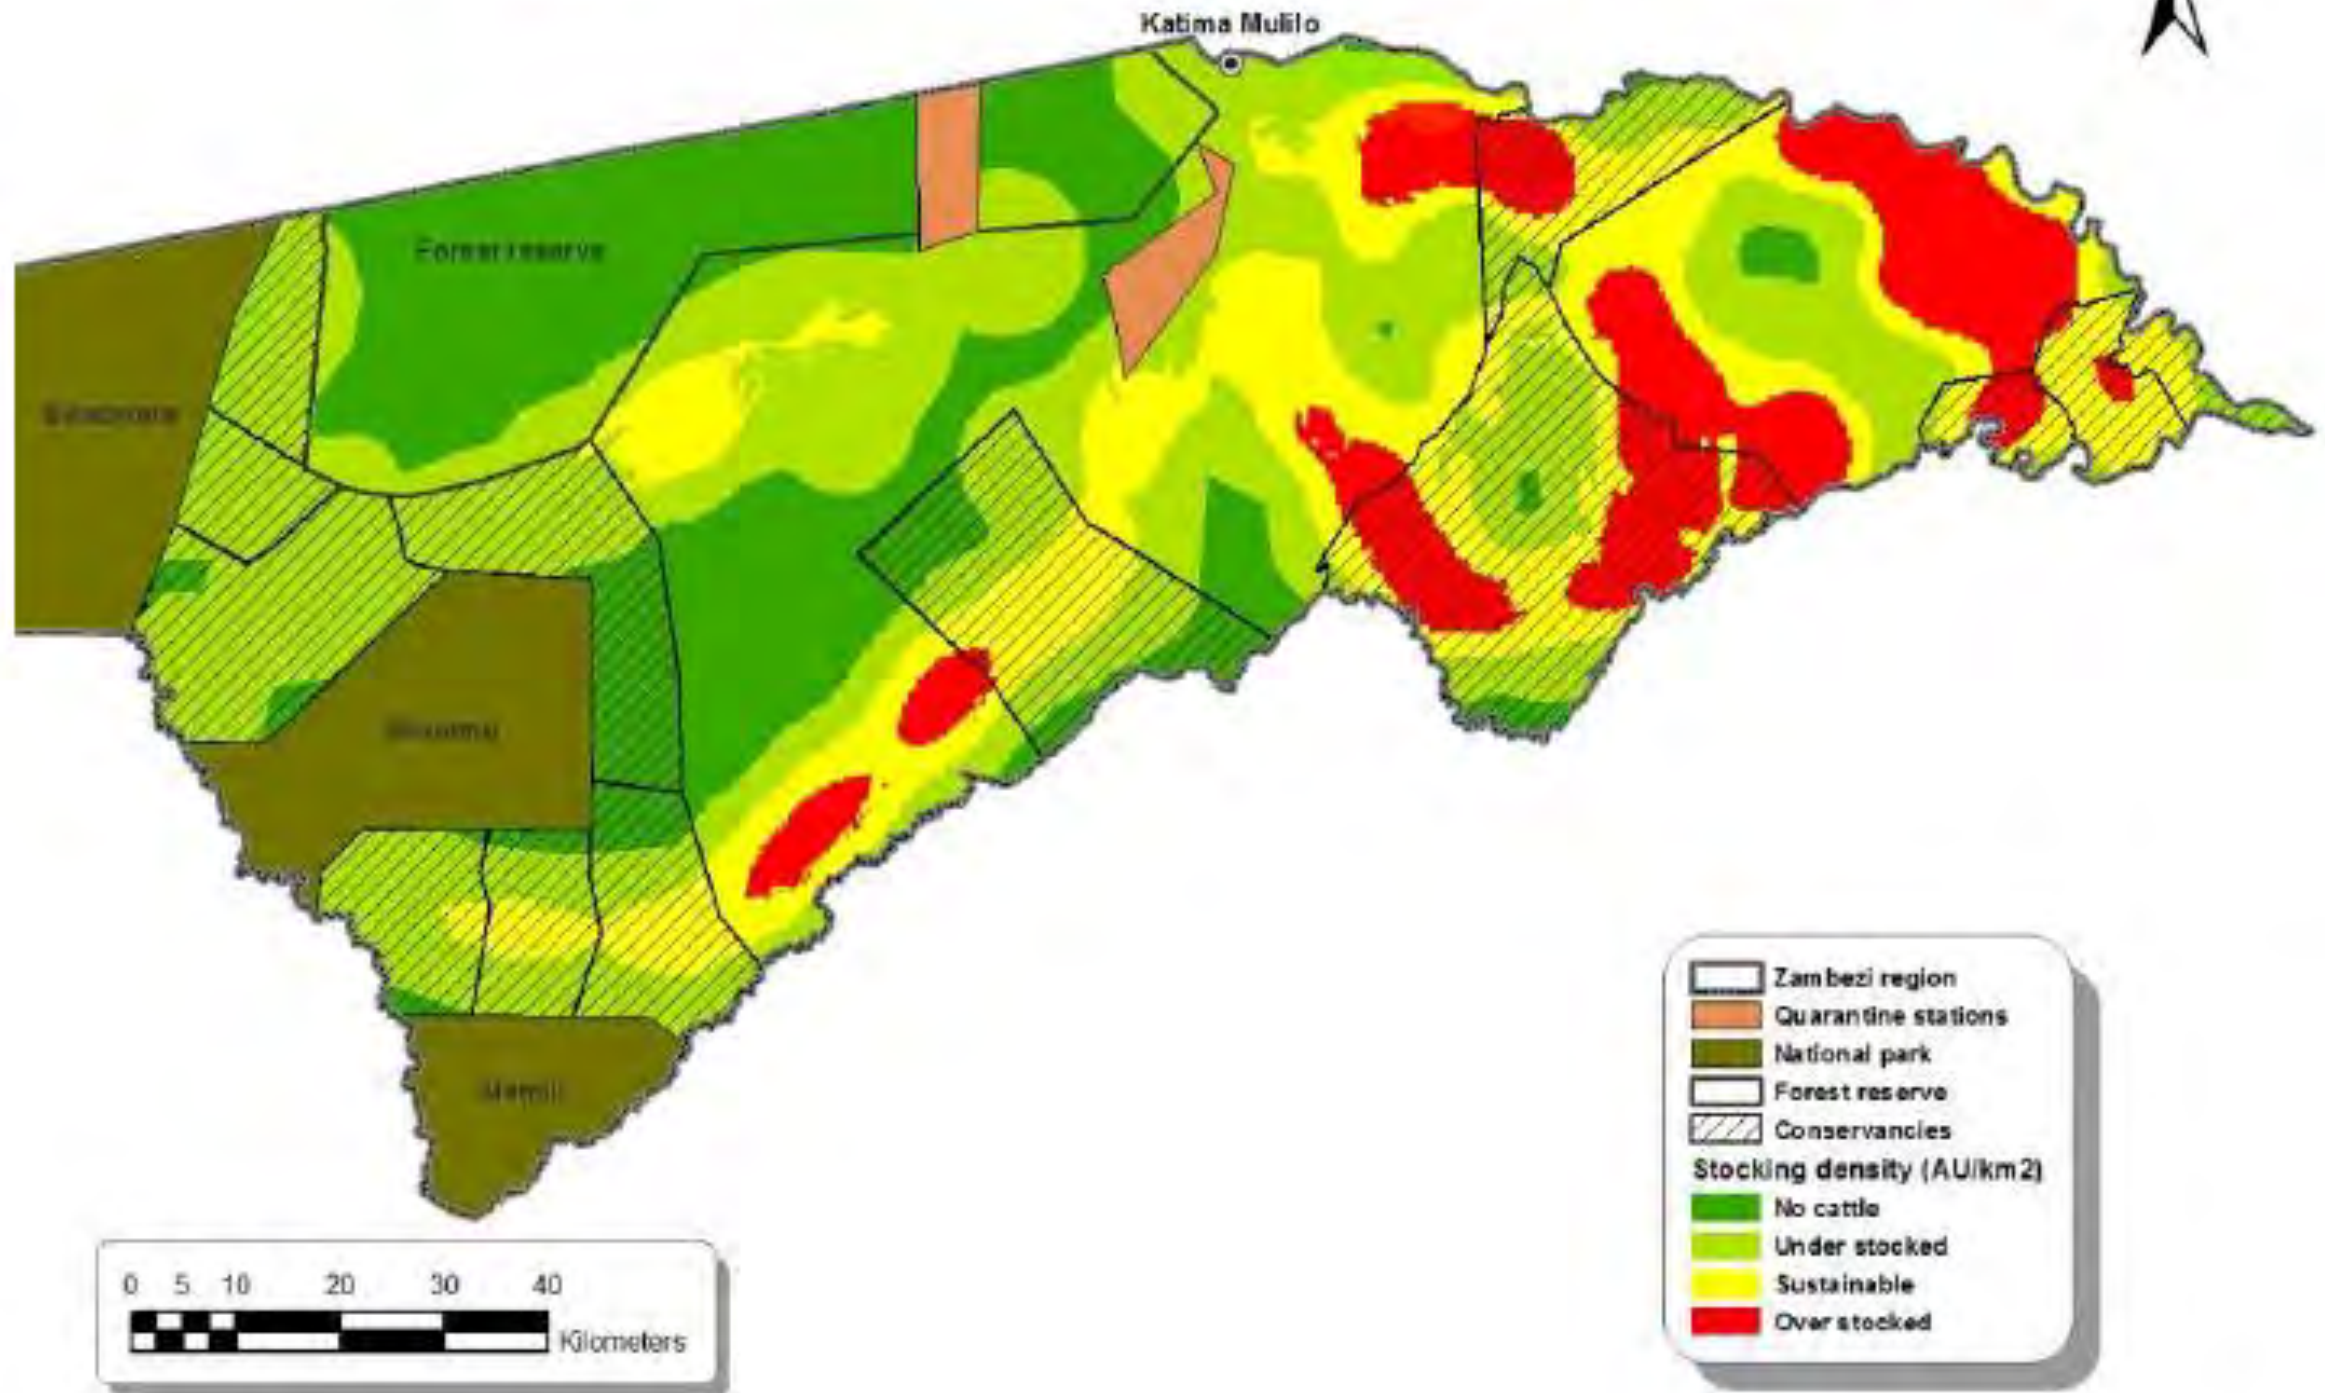 Katima Mulilo
Forest reserve
Mamili
Zambezi region
Quarantine stations
National park
Forest reserve
Conservancies
Stocking density (AU/km2)
No cattle
Under stocked
Sustainable
Over stocked
0 5 10 20 30 40
Kilometers